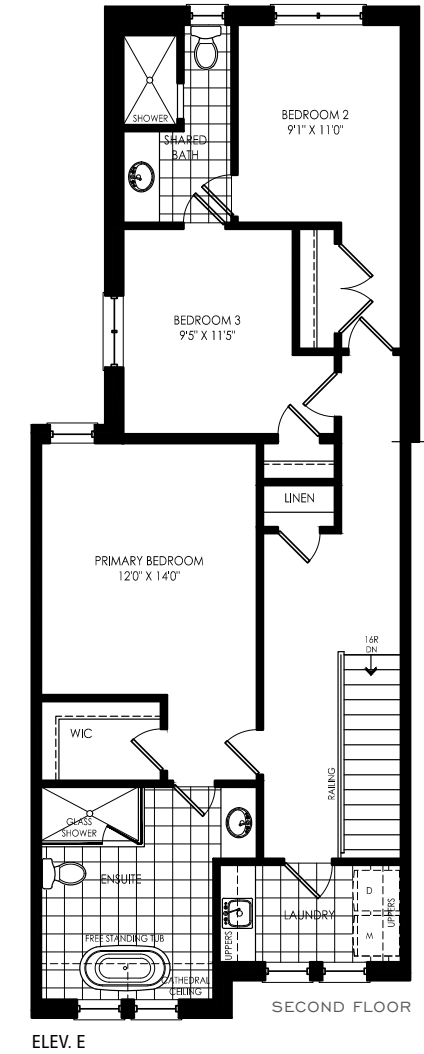 SHOWER
SHARED
BATH
BEDROOM 2
9'1" X 11'0"
BEDROOM 3
9'5" X 11'5"
LINEN
PRIMARY BEDROOM
12'0" X 14'0"
16R
DN
WIC
RAILING
GLASS
SHOWER
ENSUITE
FREE STANDING TUB
CATHEDRAL
CEILING
UPPERS
LAUNDRY
D
M
UPPERS
SECOND FLOOR
ELEV. E